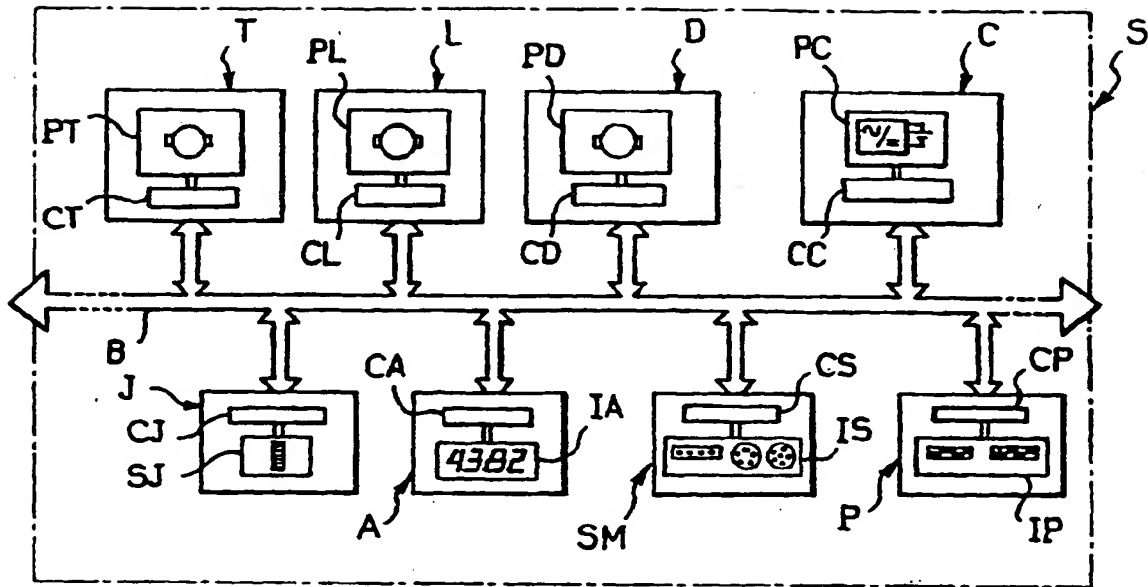 T L D C S
PL PD PC
PT
~/=
CT CL CD CC
B
J CA CS CP
CJ IA IS
SJ 4382
A SM P IP